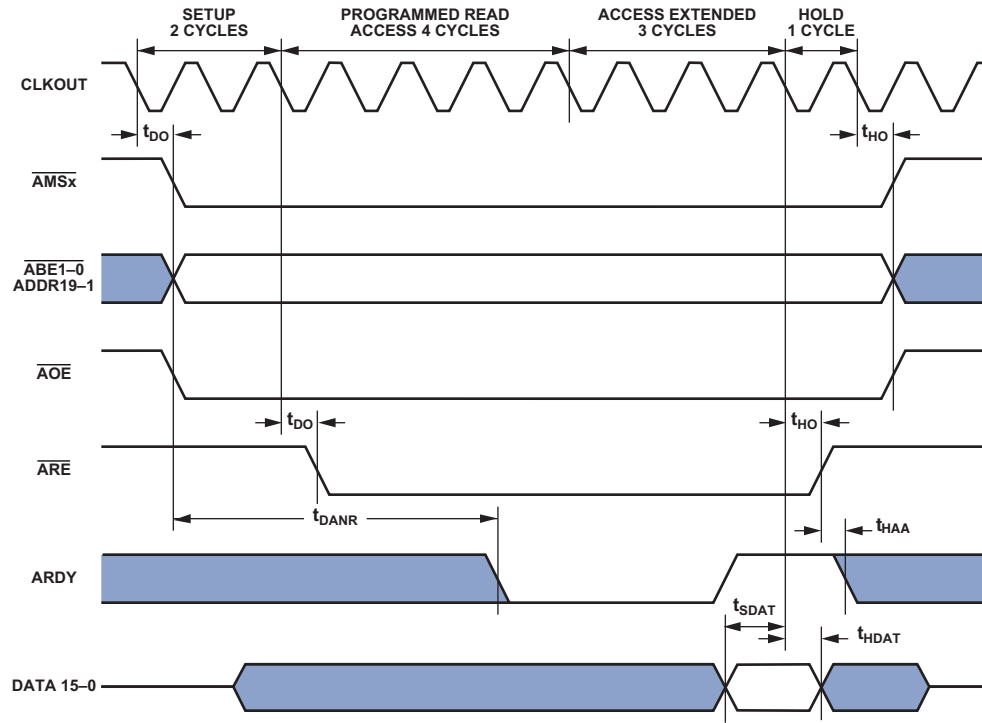 SETUP
2 CYCLES
PROGRAMMED READ
ACCESS 4 CYCLES
ACCESS EXTENDED
3 CYCLES
HOLD
1 CYCLE
CLKOUT
tDO
tHO
AMSx
ABE1–0
ADDR19–1
AOE
tDO
tHO
ARE
tDANR
tHAA
ARDY
tSDAT
tHDAT
DATA 15–0